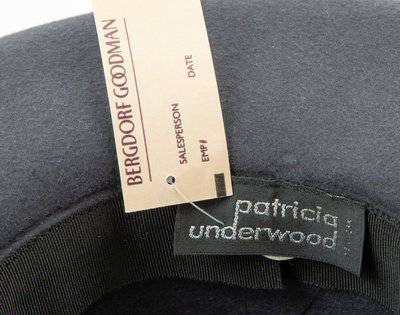 BERGDORF GOODMAN
SALESPERSON
DATE
EMP#
patricia
underwood